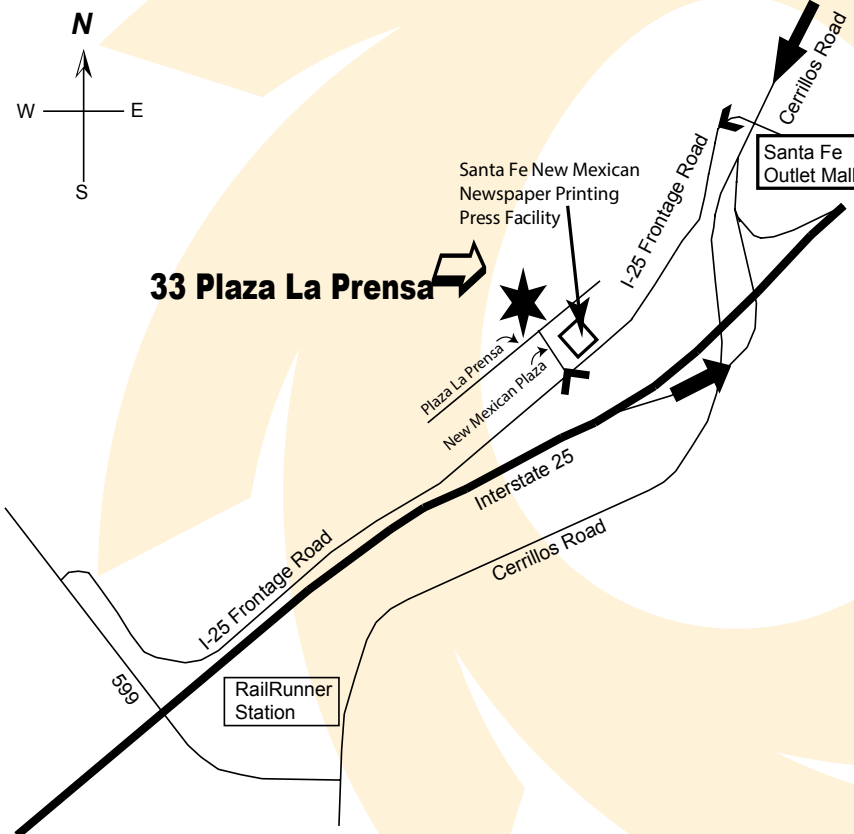 N
W
E
S
Cerrillos Road
Santa Fe
Outlet Mall
I-25 Frontage Road
Santa Fe New Mexican
Newspaper Printing
Press Facility
33 Plaza La Prensa
Plaza La Prensa
New Mexican Plaza
Interstate 25
Cerrillos Road
I-25 Frontage Road
599
RailRunner
Station